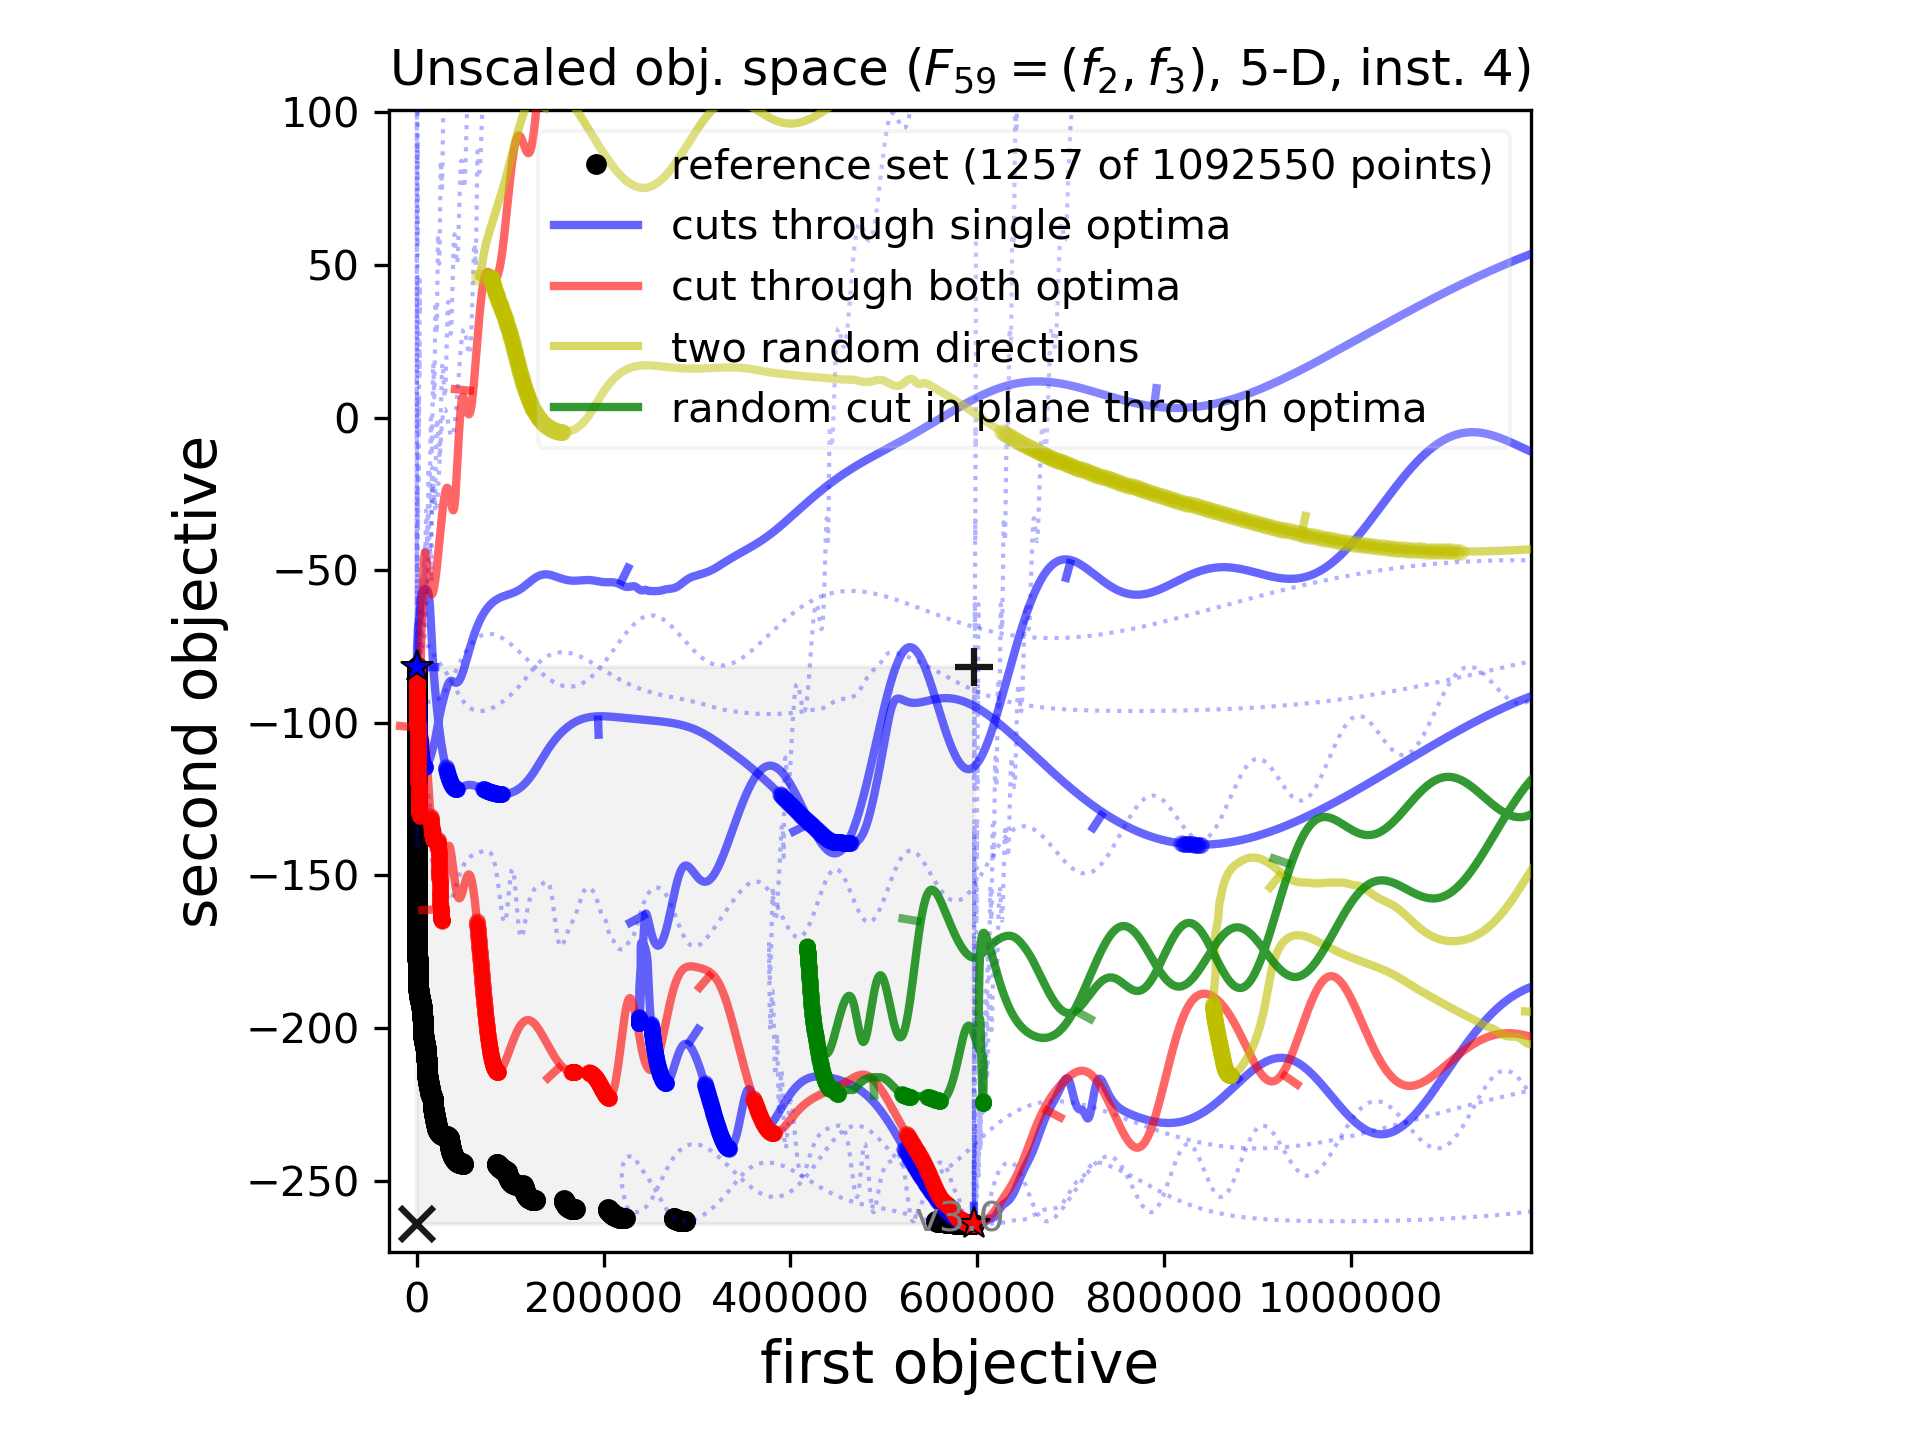 Unscaled obj. space (F59 = (f2, f3), 5-D, inst. 4)
100
50
0
−50
−100
−150
−200
−250
second objective
reference set (1257 of 1092550 points)
cuts through single optima
cut through both optima
two random directions
random cut in plane through optima
v3.0
0 200000 400000 600000 800000 1000000
first objective